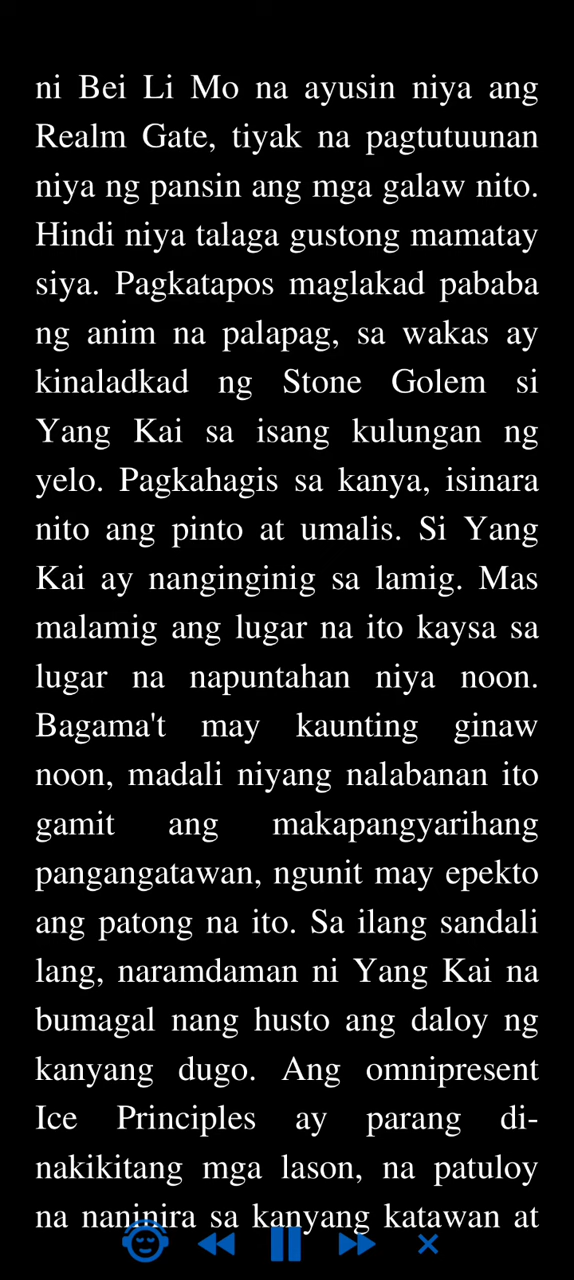 ni Bei Li Mo na ayusin niya ang
Realm Gate, tiyak na pagtutuunan
niya ng pansin ang mga galaw nito.
Hindi niya talaga gustong mamatay
siya. Pagkatapos maglakad pababa
ng anim na palapag, sa wakas ay
kinaladkad ng Stone Golem si
Yang Kai sa isang kulungan ng
yelo. Pagkahagis sa kanya, isinara
nito ang pinto at umalis. Si Yang
Kai ay nanginginig sa lamig. Mas
malamig ang lugar na ito kaysa sa
lugar na napuntahan niya noon.
Bagama't may kaunting ginaw
noon, madali niyang nalabanan ito
gamit ang makapangyarihang
pangangatawan, ngunit may epekto
ang patong na ito. Sa ilang sandali
lang, naramdaman ni Yang Kai na
bumagal nang husto ang daloy ng
kanyang dugo. Ang omnipresent
Ice Principles ay parang di-
nakikitang mga lason, na patuloy
na naninira sa kanyang katawan at